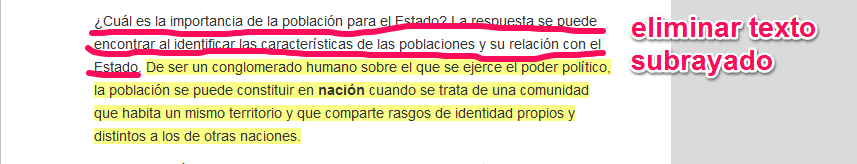 ¿Cuál es la importancia de la población para el Estado? La respuesta se puede
encontrar al identificar las características de las poblaciones y su relación con el
Estado. De ser un conglomerado humano sobre el que se ejerce el poder político,
la población se puede constituir en nación cuando se trata de una comunidad
que habita un mismo territorio y que comparte rasgos de identidad propios y
distintos a los de otras naciones.
eliminar texto
subrayado